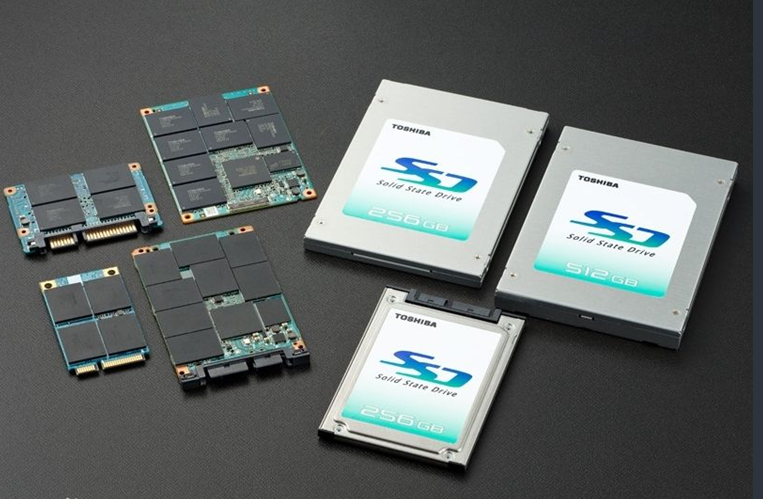 TOSHIBA
SSD
Solid State Drive
256GB
TOSHIBA
SSD
Solid State Drive
512GB
TOSHIBA
SSD
Solid State Drive
256GB